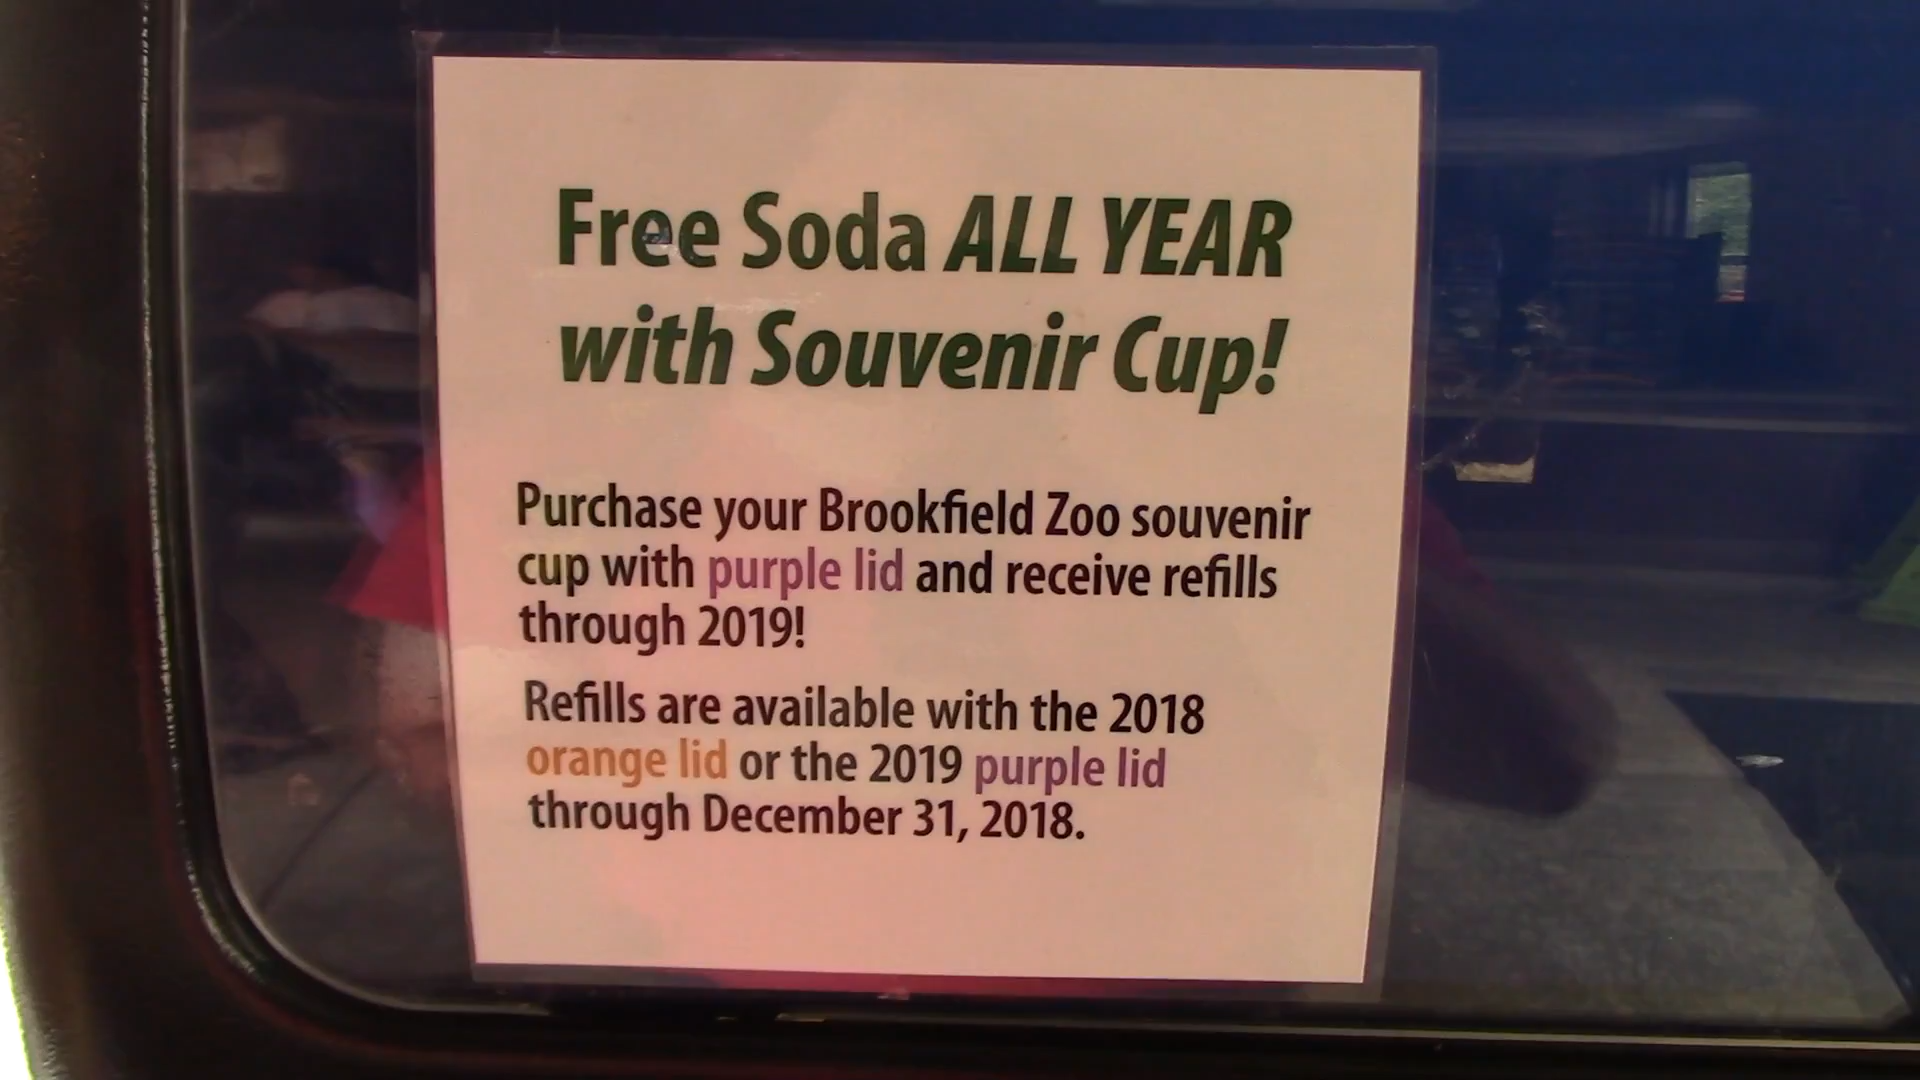 Free Soda ALL YEAR
with Souvenir Cup!
Purchase your Brookfield Zoo souvenir
cup with purple lid and receive refills
through 2019!
Refills are available with the 2018
orange lid or the 2019 purple lid
through December 31, 2018.